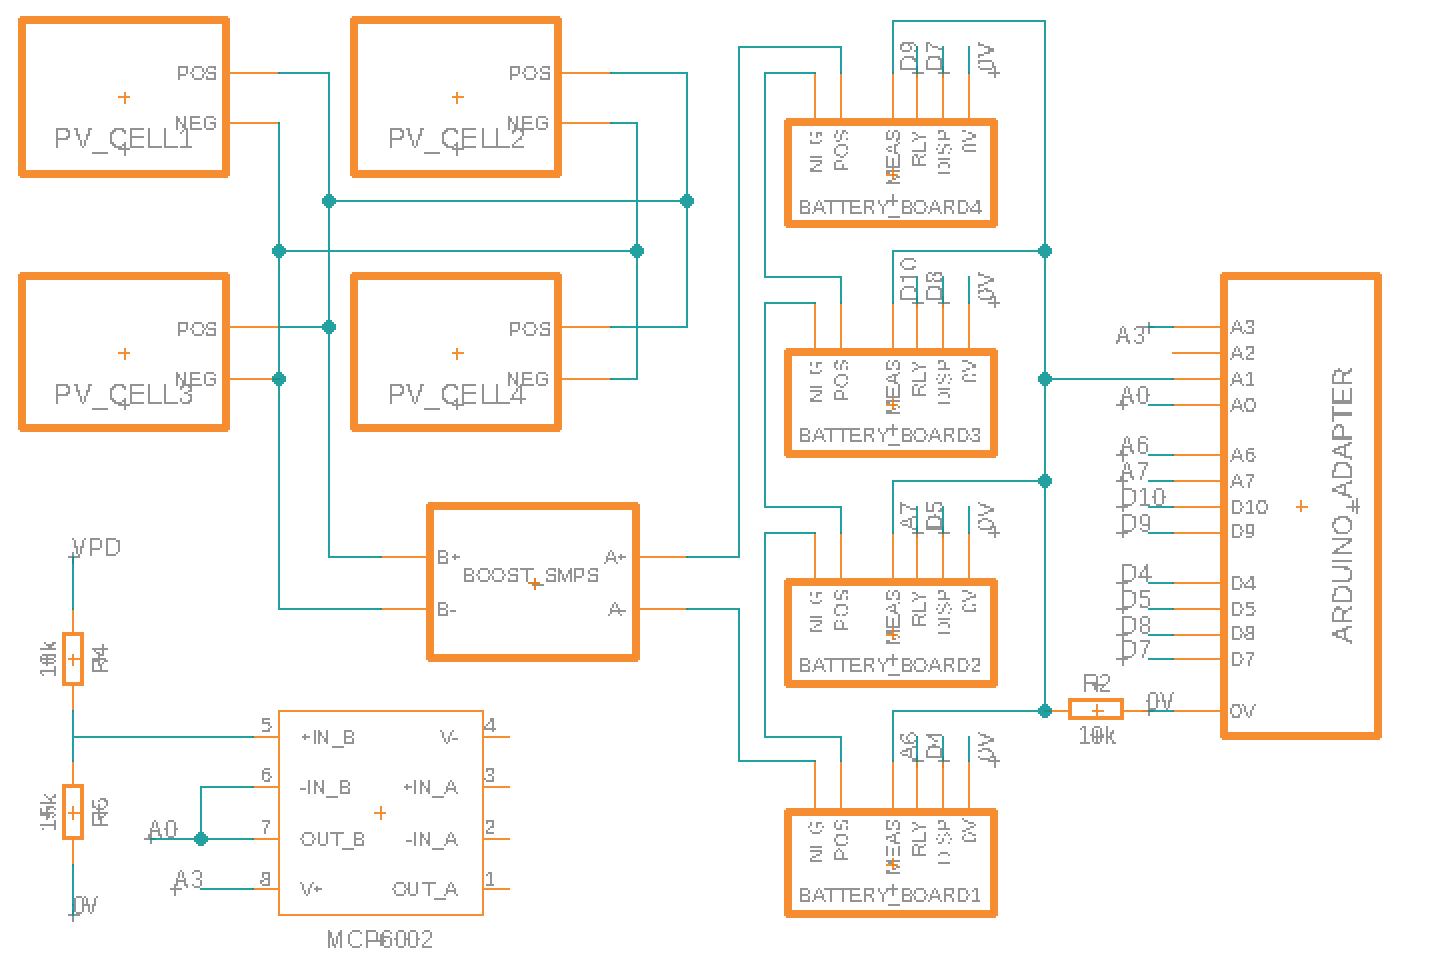 POS
NEG
PV_CELL1
POS
NEG
PV_CELL2
D9
D7
0V
NEG
POS
MEAS
RLY
DISP
0V
BATTERY_BOARD4
POS
NEG
PV_CELL3
POS
NEG
PV_CELL4
D10
D8
0V
NEG
POS
MEAS
RLY
DISP
0V
BATTERY_BOARD3
A3
A0
A6
A7
D10
D9
D4
D5
D8
D7
0V
A3
A2
A1
A0
A6
A7
D10
D9
D4
D5
D8
D7
0V
ARDUINO_ADAPTER
B+
B-
A+
A-
BOOST_SMPS
A7
D5
0V
NEG
POS
MEAS
RLY
DISP
0V
BATTERY_BOARD2
R2
10k
VPD
R4
R5
15k
0V
A0
A3
5
6
7
8
+IN_B
-IN_B
OUT_B
V+
V-
+IN_A
-IN_A
OUT_A
4
3
2
1
MCP6002
A6
D4
0V
NEG
POS
MEAS
RLY
DISP
0V
BATTERY_BOARD1